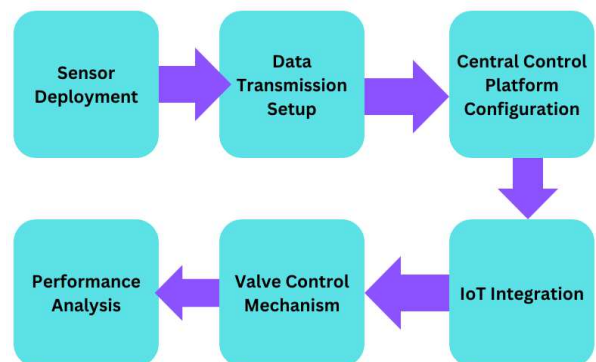 Sensor
Deployment
Data
Transmission
Setup
Central Control
Platform
Configuration
IoT Integration
Valve Control
Mechanism
Performance
Analysis